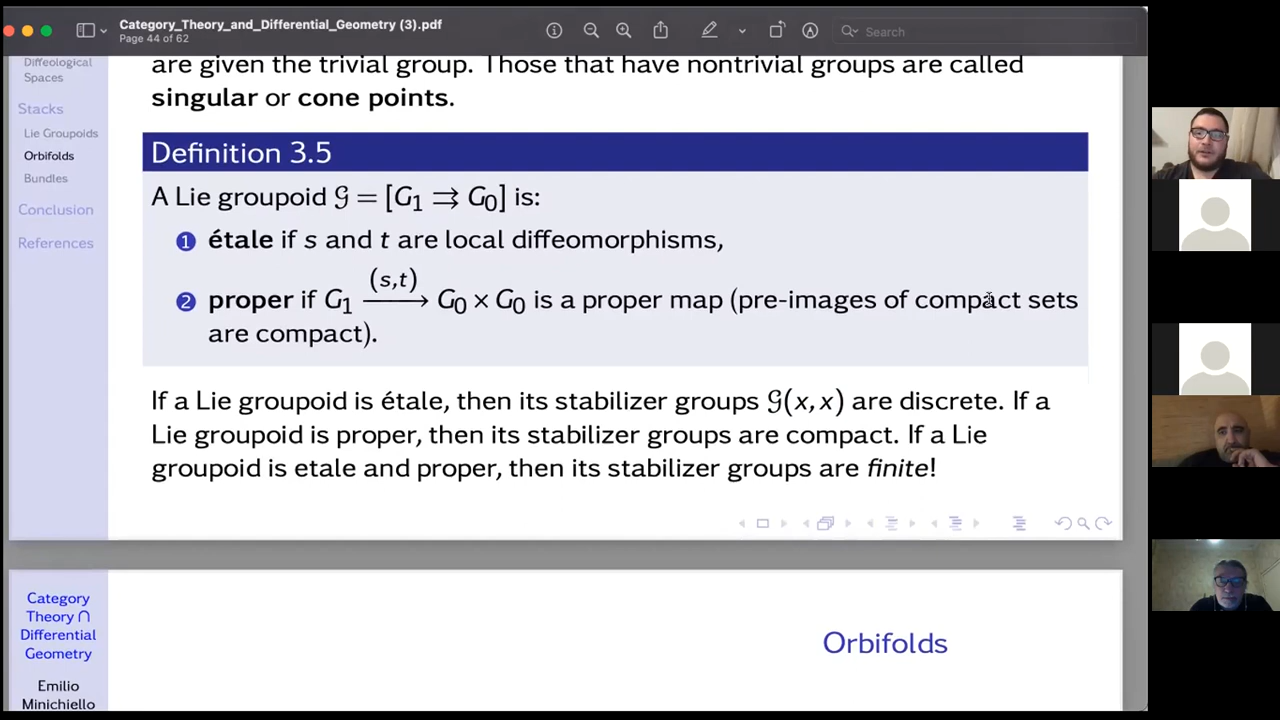 Category_Theory_and_Differential_Geometry (3).pdf
Page 44 of 62
Search
Diffeological
Spaces
Stacks
Lie Groupoids
Orbifolds
Bundles
Conclusion
References
are given the trivial group. Those that have nontrivial groups are called
singular or cone points.
Definition 3.5
A Lie groupoid 𝒢 = [G₁ ⇉ G₀] is:
1 étale if s and t are local diffeomorphisms,
2 proper if G₁ (s,t)⟶ G₀ × G₀ is a proper map (pre-images of compact sets
are compact).
If a Lie groupoid is étale, then its stabilizer groups 𝒢(x, x) are discrete. If a
Lie groupoid is proper, then its stabilizer groups are compact. If a Lie
groupoid is etale and proper, then its stabilizer groups are finite!
Category
Theory ∩
Differential
Geometry
Emilio
Minichiello
Orbifolds